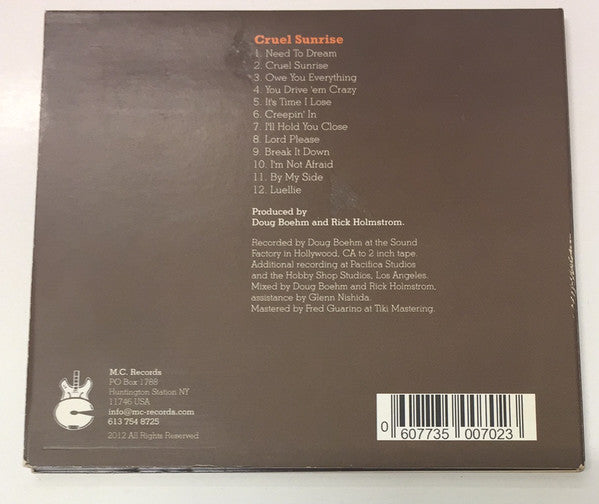 Cruel Sunrise
1. Need To Dream
2. Cruel Sunrise
3. Owe You Everything
4. You Drive 'em Crazy
5. It's Time I Lose
6. Creepin' In
7. I'll Hold You Close
8. Lord Please
9. Break It Down
10. I'm Not Afraid
11. By My Side
12. Luellie
Produced by
Doug Boehm and Rick Holmstrom.
Recorded by Doug Boehm at the Sound
Factory in Hollywood, CA to 2 inch tape.
Additional recording at Pacifica Studios
and the Hobby Shop Studios, Los Angeles.
Mixed by Doug Boehm and Rick Holmstrom,
assistance by Glenn Nishida.
Mastered by Fred Guarino at Tiki Mastering.
M.C. Records
PO Box 1788
Huntington Station NY
11746 USA
info@mc-records.com
613 754 8725
2012 All Rights Reserved
0 607735 007023